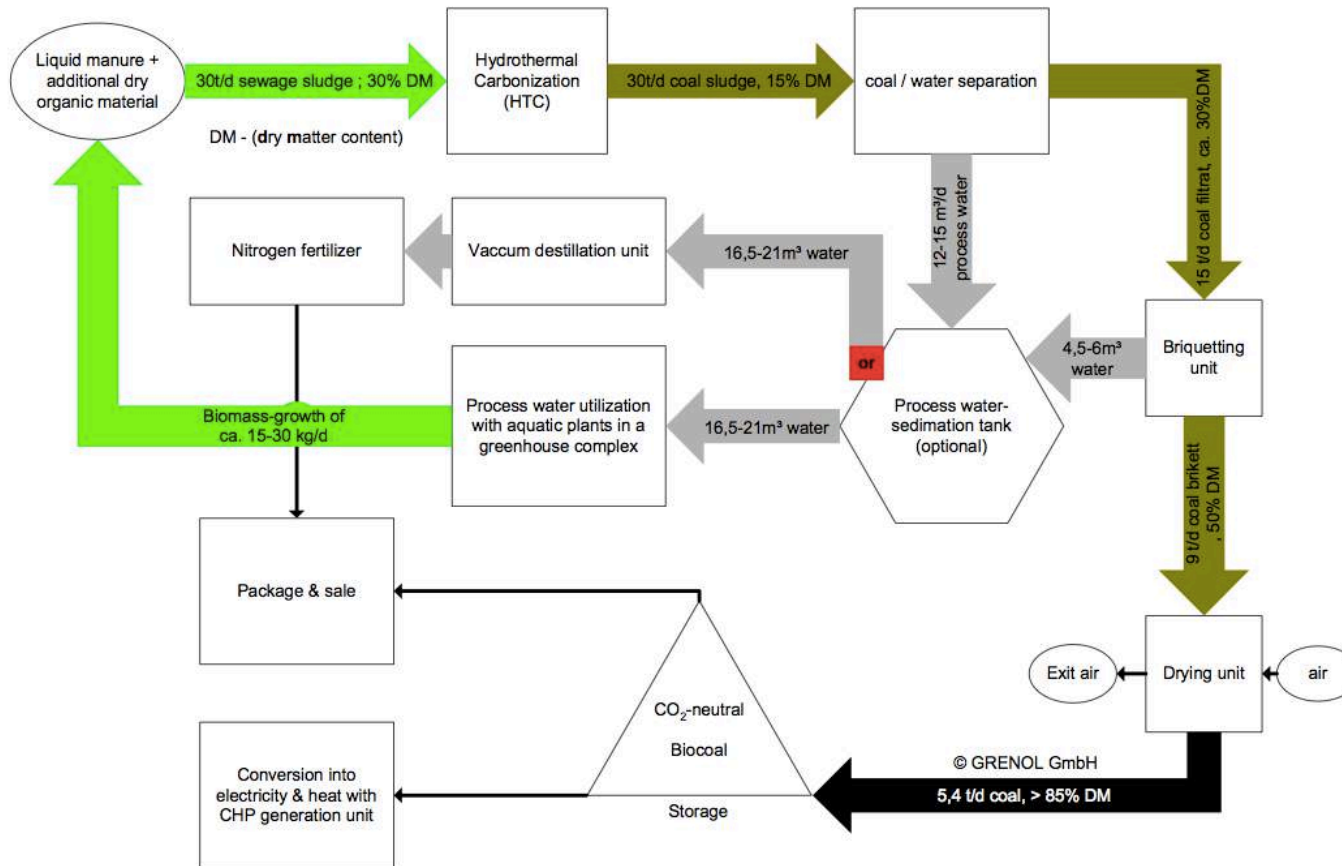 Liquid manure +
additional dry
organic material
30t/d sewage sludge ; 30% DM
DM - (dry matter content)
Hydrothermal
Carbonization
(HTC)
30t/d coal sludge, 15% DM
coal / water separation
15 t/d coal filtrat, ca. 30%DM
12-15 m³/d
process water
Nitrogen fertilizer
Vaccum destillation unit
16,5-21m³ water
or
4,5-6m³
water
Briquetting
unit
Process water-
sedimation tank
(optional)
16,5-21m³ water
Process water utilization
with aquatic plants in a
greenhouse complex
Biomass-growth of
ca. 15-30 kg/d
9 t/d coal brikett
, 50% DM
Package & sale
Exit air
Drying unit
air
CO₂-neutral
Biocoal
Storage
© GRENOL GmbH
5,4 t/d coal, > 85% DM
Conversion into
electricity & heat with
CHP generation unit